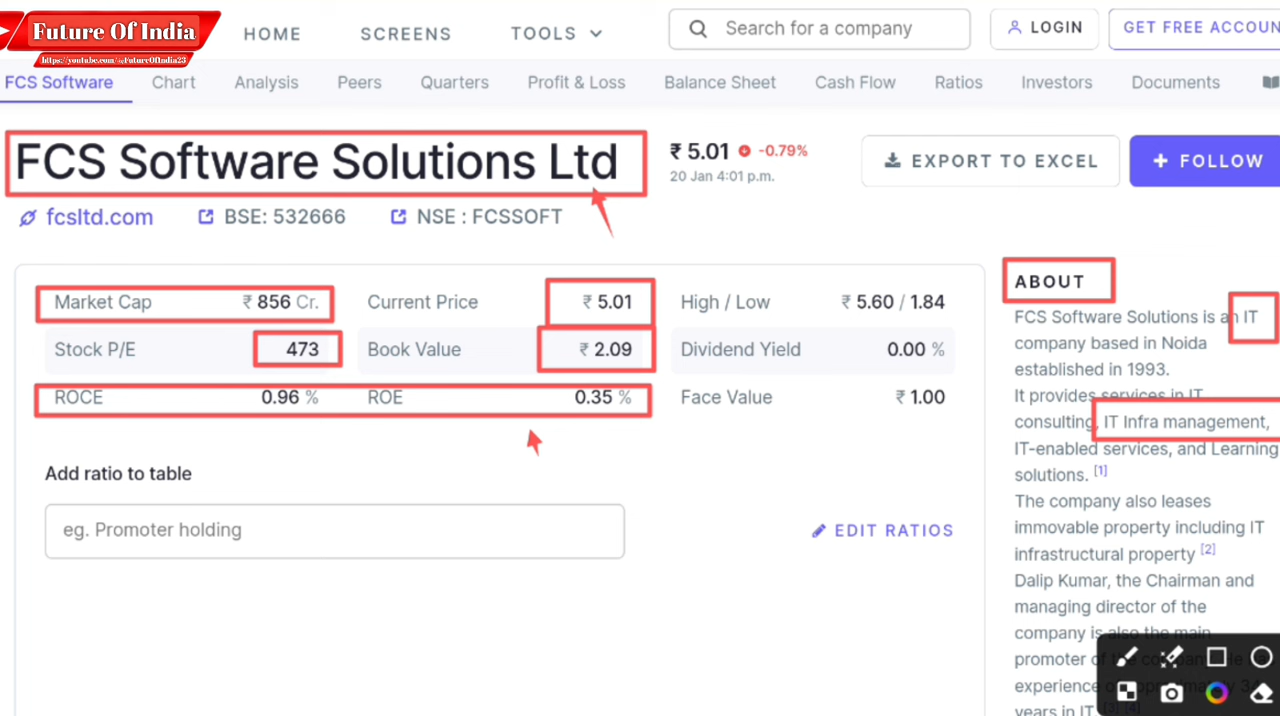 Future Of India
https://youtube.com/@FutureOfIndia23
HOME SCREENS TOOLS Search for a company LOGIN GET FREE ACCOUN
FCS Software Chart Analysis Peers Quarters Profit & Loss Balance Sheet Cash Flow Ratios Investors Documents
FCS Software Solutions Ltd
₹ 5.01 -0.79%
20 Jan 4:01 p.m.
EXPORT TO EXCEL + FOLLOW
fcsltd.com BSE: 532666 NSE : FCSSOFT
Market Cap ₹ 856 Cr. Current Price ₹ 5.01 High / Low ₹ 5.60 / 1.84
Stock P/E 473 Book Value ₹ 2.09 Dividend Yield 0.00 %
ROCE 0.96 % ROE 0.35 % Face Value ₹ 1.00
Add ratio to table
eg. Promoter holding
EDIT RATIOS
ABOUT
FCS Software Solutions is an IT
company based in Noida
established in 1993.
It provides services in IT
consulting, IT Infra management,
IT-enabled services, and Learning
solutions. [1]
The company also leases
immovable property including IT
infrastructural property [2]
Dalip Kumar, the Chairman and
managing director of the
company is also the main
promoter of the company. He
experience of
years in IT. [3] [4]